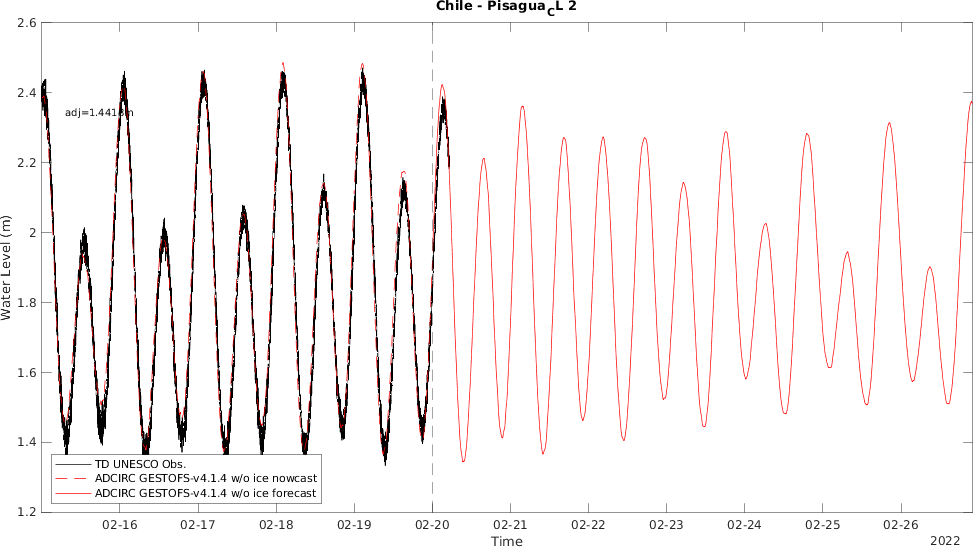 Chile - Pisagua_CL 2
2.6
2.4
adj=1.4418m
2.2
2
Water Level (m)
1.8
1.6
1.4
TD UNESCO Obs.
ADCIRC GESTOFS-v4.1.4 w/o ice nowcast
ADCIRC GESTOFS-v4.1.4 w/o ice forecast
1.2
02-16 02-17 02-18 02-19 02-20 02-21 02-22 02-23 02-24 02-25 02-26
Time
2022